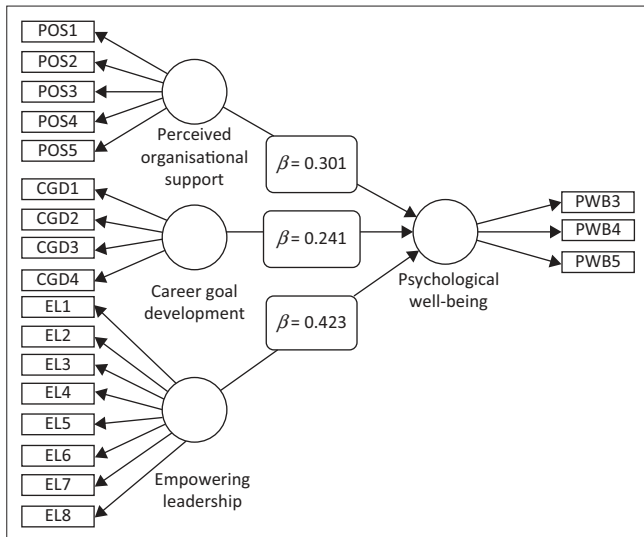 POS1
POS2
POS3
POS4
POS5
Perceived
organisational
support
β = 0.301
CGD1
CGD2
CGD3
CGD4
Career goal
development
β = 0.241
Psychological
well-being
PWB3
PWB4
PWB5
EL1
EL2
EL3
EL4
EL5
EL6
EL7
EL8
β = 0.423
Empowering
leadership